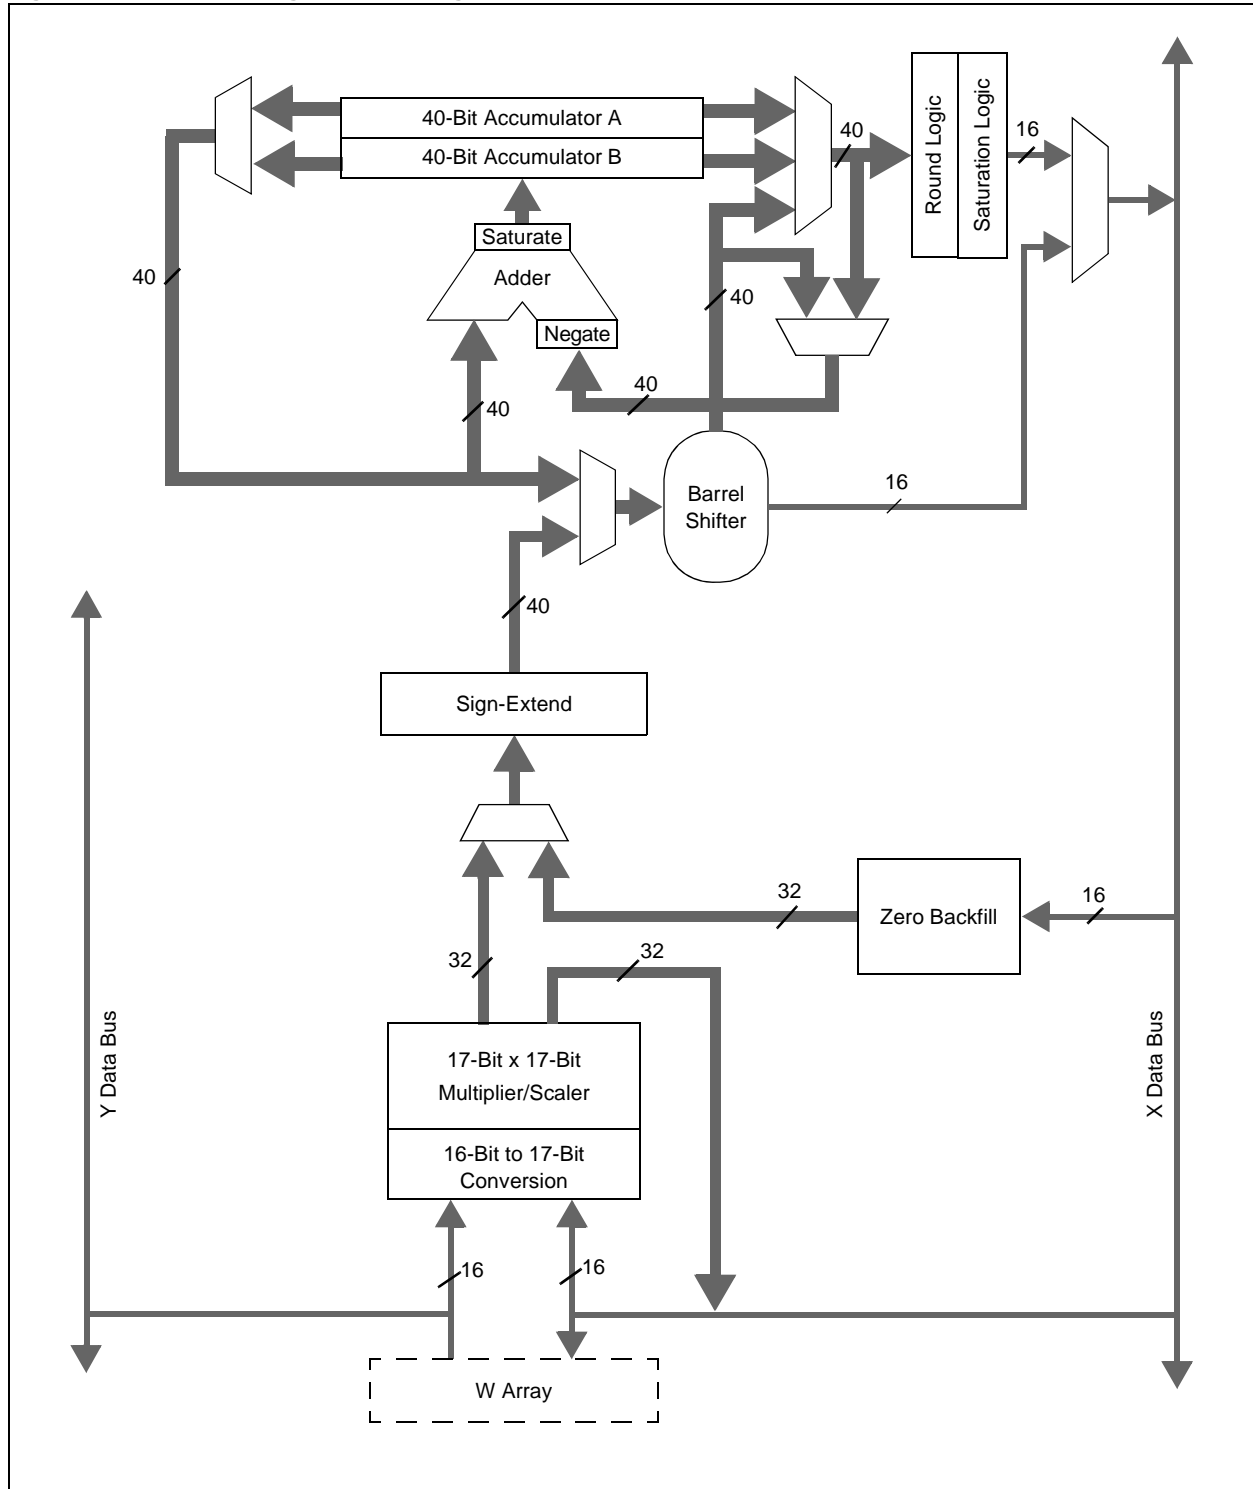 40-Bit Accumulator A
40-Bit Accumulator B
Round Logic
Saturation Logic
40
16
Saturate
Adder
Negate
40
40
40
40
Barrel
Shifter
16
40
Sign-Extend
32
Zero Backfill
16
32
32
17-Bit x 17-Bit
Multiplier/Scaler
16-Bit to 17-Bit
Conversion
Y Data Bus
X Data Bus
16
16
W Array